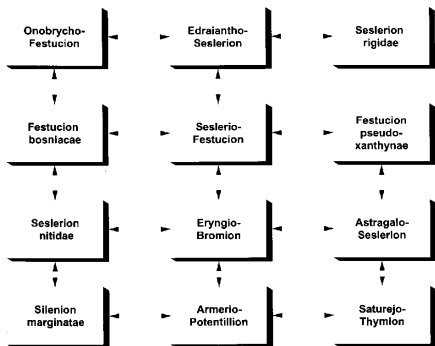 Onobrycho-
Festucion
Edraiantho-
Seslerion
Seslerion
rigidae
Festucion
bosniacae
Seslerio-
Festucion
Festucion
pseudo-
xanthynae
Seslerion
nitidae
Eryngio-
Bromion
Astragalo-
Seslerion
Silenion
marginatae
Armerio-
Potentillion
Saturejo-
Thymion